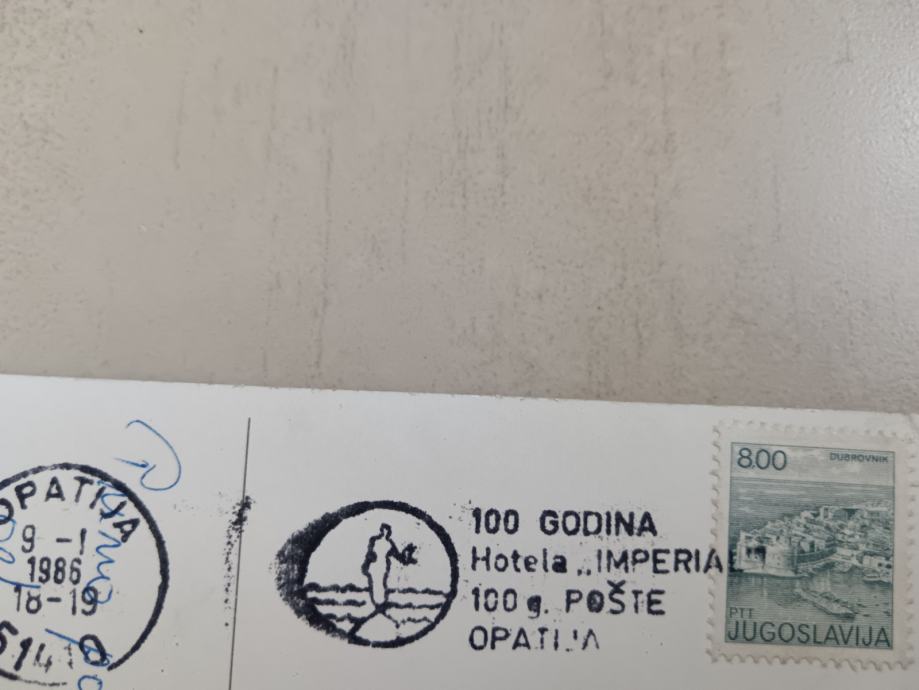 OPATIJA
9 -1
1986
18-19
100 GODINA
Hotela „IMPERIAL"
100 g. POŠTE
OPATIJA
8.00 DUBROVNIK
PTT
JUGOSLAVIJA